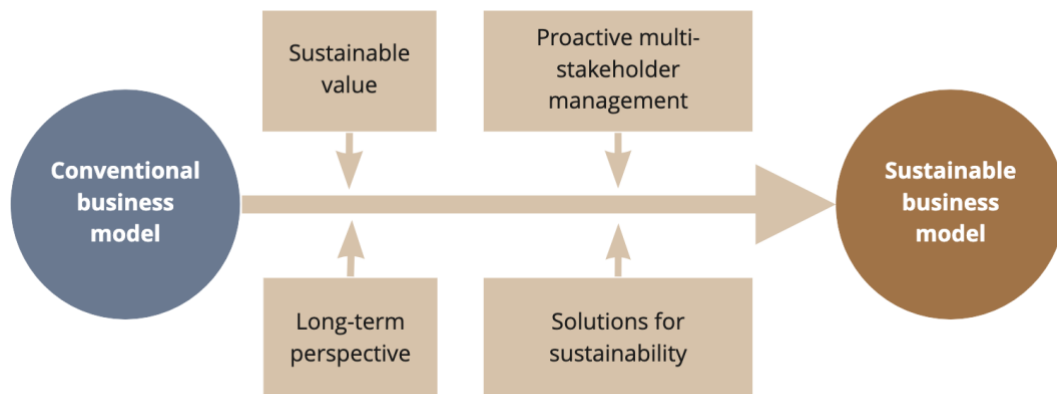 Conventional
business
model
Sustainable
value
Proactive multi-
stakeholder
management
Long-term
perspective
Solutions for
sustainability
Sustainable
business
model